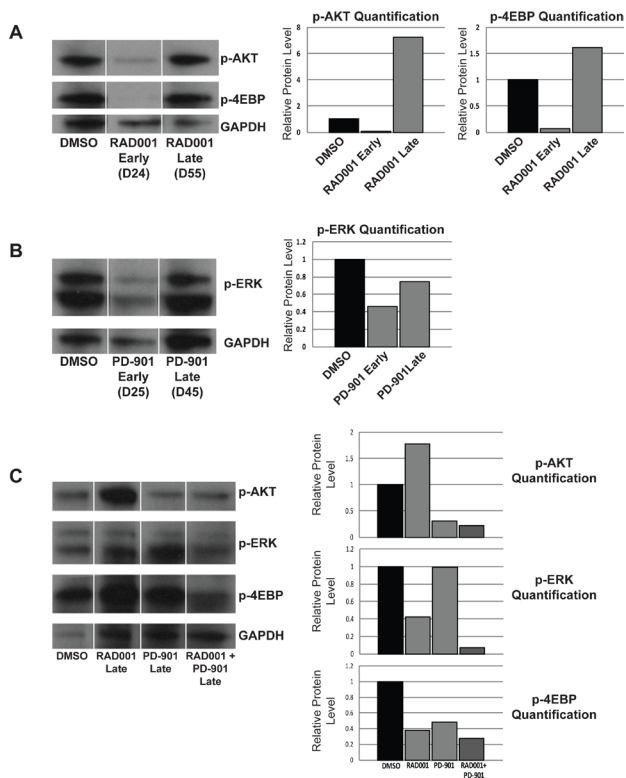 A
p-AKT
p-4EBP
GAPDH
DMSO RAD001 RAD001
Early Late
(D24) (D55)
p-AKT Quantification
Relative Protein Level
8
7
6
5
4
3
2
1
0
DMSO
RAD001 Early
RAD001 Late
p-4EBP Quantification
Relative Protein Level
2
1.5
1
0.5
0
DMSO
RAD001 Early
RAD001 Late
B
p-ERK
GAPDH
DMSO PD-901 PD-901
Early Late
(D25) (D45)
p-ERK Quantification
Relative Protein Level
1.2
1
0.8
0.6
0.4
0.2
0
DMSO
PD-901 Early
PD-901Late
C
p-AKT
p-ERK
p-4EBP
GAPDH
DMSO RAD001 PD-901 RAD001 +
Late Late PD-901
Late
Relative Protein
Level
2
1.5
1
0.5
0
p-AKT
Quantification
Relative Protein
Level
1.2
1
0.8
0.6
0.4
0.2
0
p-ERK
Quantification
Relative Protein
Level
1.2
1
0.8
0.6
0.4
0.2
0
p-4EBP
Quantification
DMSO RAD001 PD-901 RAD001+
PD-901